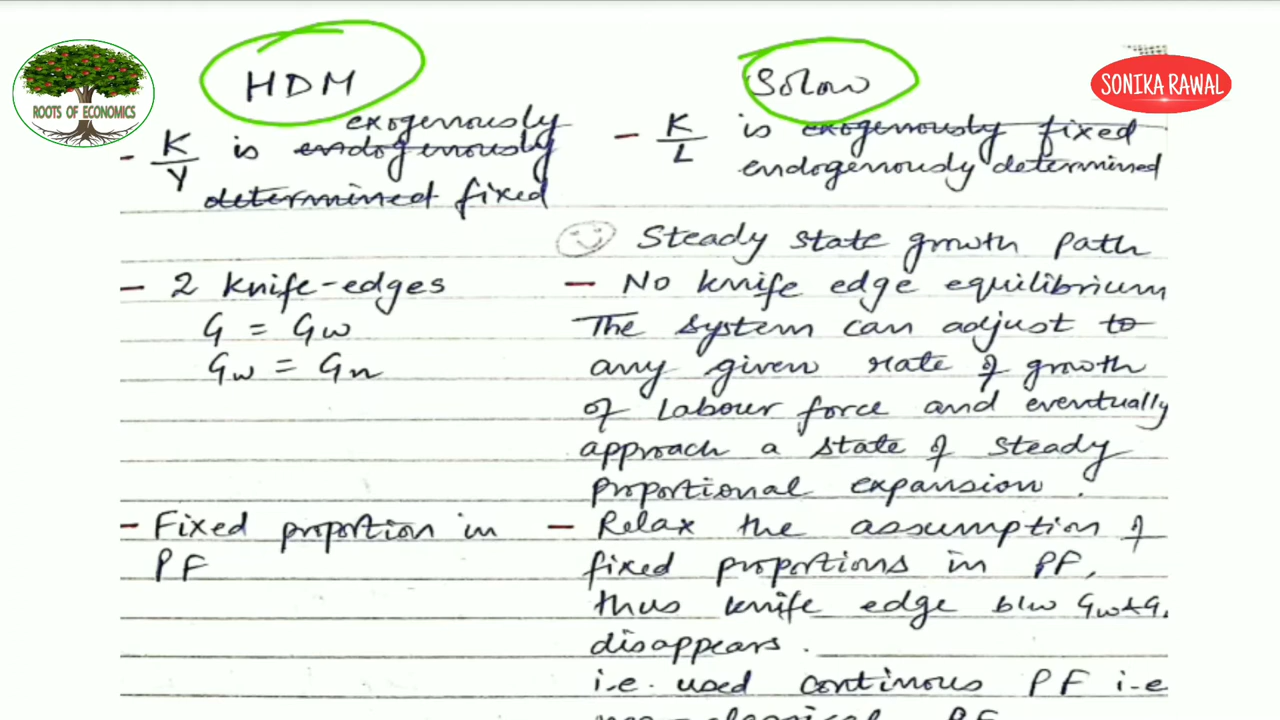 ROOTS OF ECONOMICS
SONIKA RAWAL
HDM
Solow
exogenously
- K/Y is endogenously
determined fixed
- K/L is exogenously fixed
endogenously determined
Steady state growth path
- 2 knife-edges
G = Gw
Gw = Gn
- No knife edge equilibrium
The system can adjust to
any given rate of growth
of labour force and eventually
approach a state of steady
proportional expansion.
- Fixed proportion in
PF
- Relax the assumption of
fixed proportions in PF,
thus knife edge b/w Gw &
disappears.
i.e. used continous PF i.e